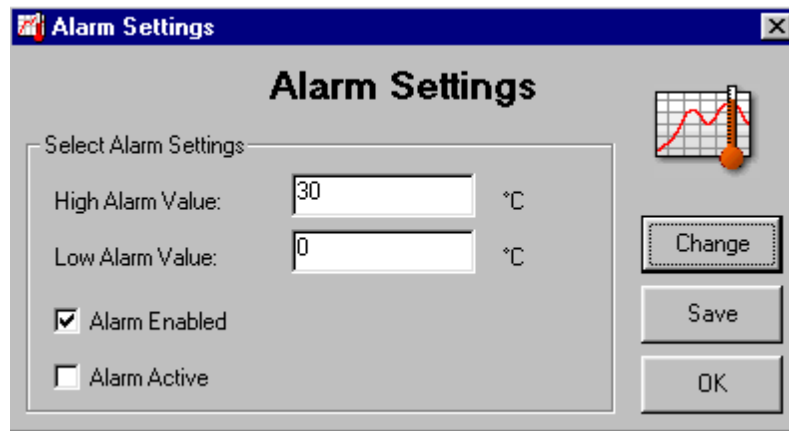 Alarm Settings
Alarm Settings
Select Alarm Settings
High Alarm Value: 30 °C
Low Alarm Value: 0 °C
Alarm Enabled
Alarm Active
Change
Save
OK